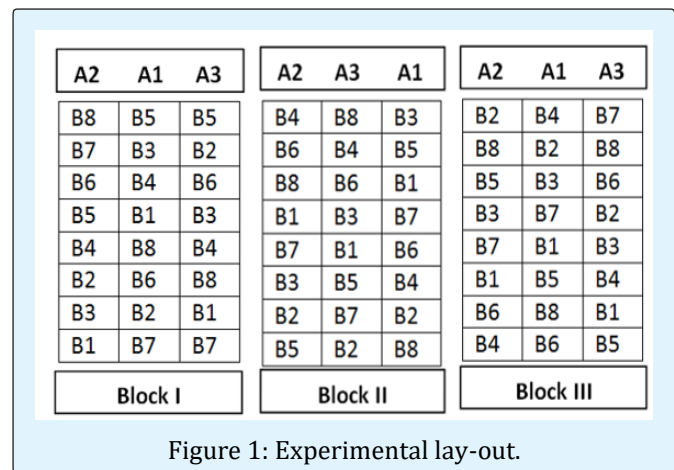 A2 A1 A3 A2 A3 A1 A2 A1 A3
B8 B5 B5 B4 B8 B3 B2 B4 B7
B7 B3 B2 B6 B4 B5 B8 B2 B8
B6 B4 B6 B8 B6 B1 B5 B3 B6
B5 B1 B3 B1 B3 B7 B3 B7 B2
B4 B8 B4 B7 B1 B6 B7 B1 B3
B2 B6 B8 B3 B5 B4 B1 B5 B4
B3 B2 B1 B2 B7 B2 B6 B8 B1
B1 B7 B7 B5 B2 B8 B4 B6 B5
Block I Block II Block III
Figure 1: Experimental lay-out.